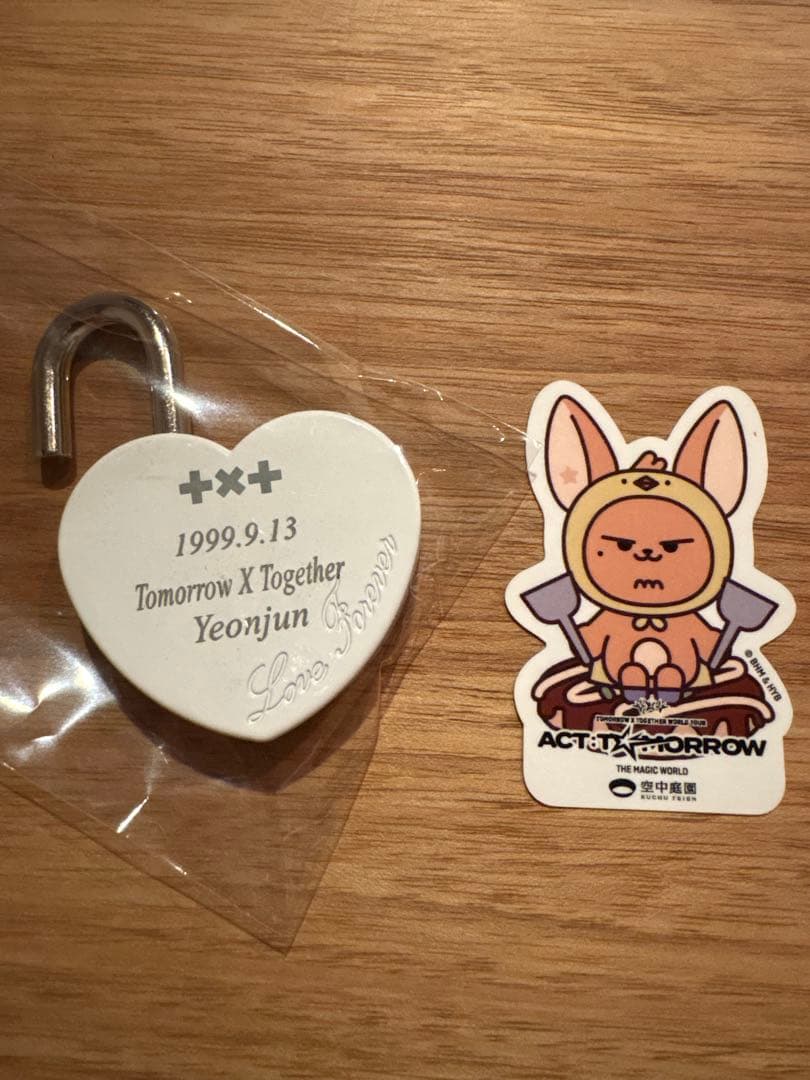 +×+
1999.9.13
Tomorrow X Together
Yeonjun
Love Forever
© BHM & HYB
TOMORROW X TOGETHER WORLD TOUR
ACT:TOMORROW
THE MAGIC WORLD
空中庭園
KUCHU TEIEN